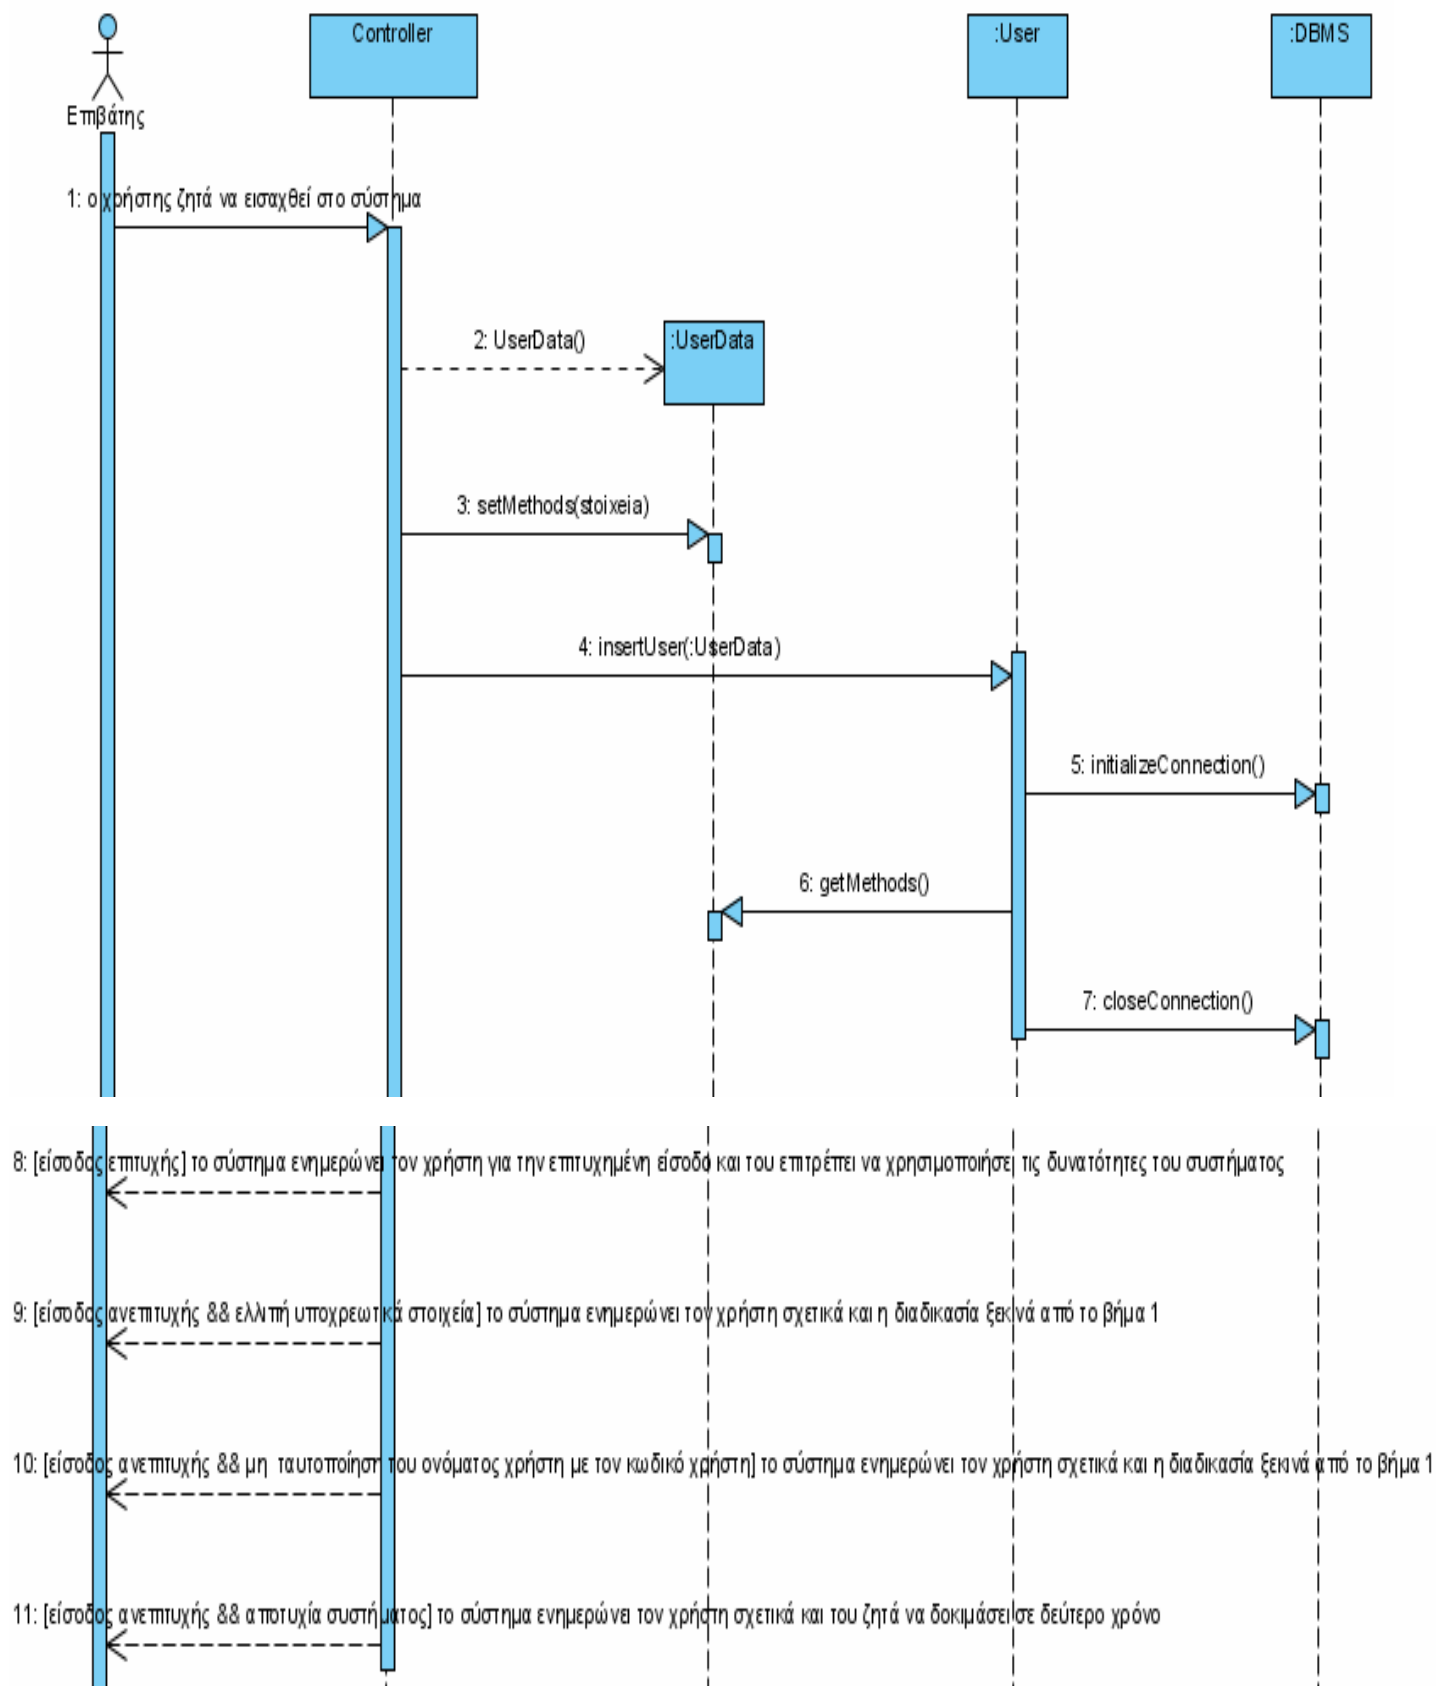 Controller
:User
:DBMS
Επιβάτης
1: ο χρήστης ζητά να εισαχθεί στο σύστημα
2: UserData()
:UserData
3: setMethods(stoixeia)
4: insertUser(:UserData)
5: initializeConnection()
6: getMethods()
7: closeConnection()
8: [είσοδος επιτυχής] το σύστημα ενημερώνει τον χρήστη για την επιτυχημένη είσοδό και του επιτρέπει να χρησιμοποιήσει τις δυνατότητες του συστήματος
9: [είσοδος ανεπιτυχής && ελλιπή υποχρεωτικά στοιχεία] το σύστημα ενημερώνει τον χρήστη σχετικά και η διαδικασία ξεκινά από το βήμα 1
10: [είσοδος ανεπιτυχής && μη ταυτοποίηση του ονόματος χρήστη με τον κωδικό χρήστη] το σύστημα ενημερώνει τον χρήστη σχετικά και η διαδικασία ξεκινά από το βήμα 1
11: [είσοδος ανεπιτυχής && αποτυχία συστήματος] το σύστημα ενημερώνει τον χρήστη σχετικά και του ζητά να δοκιμάσει σε δεύτερο χρόνο